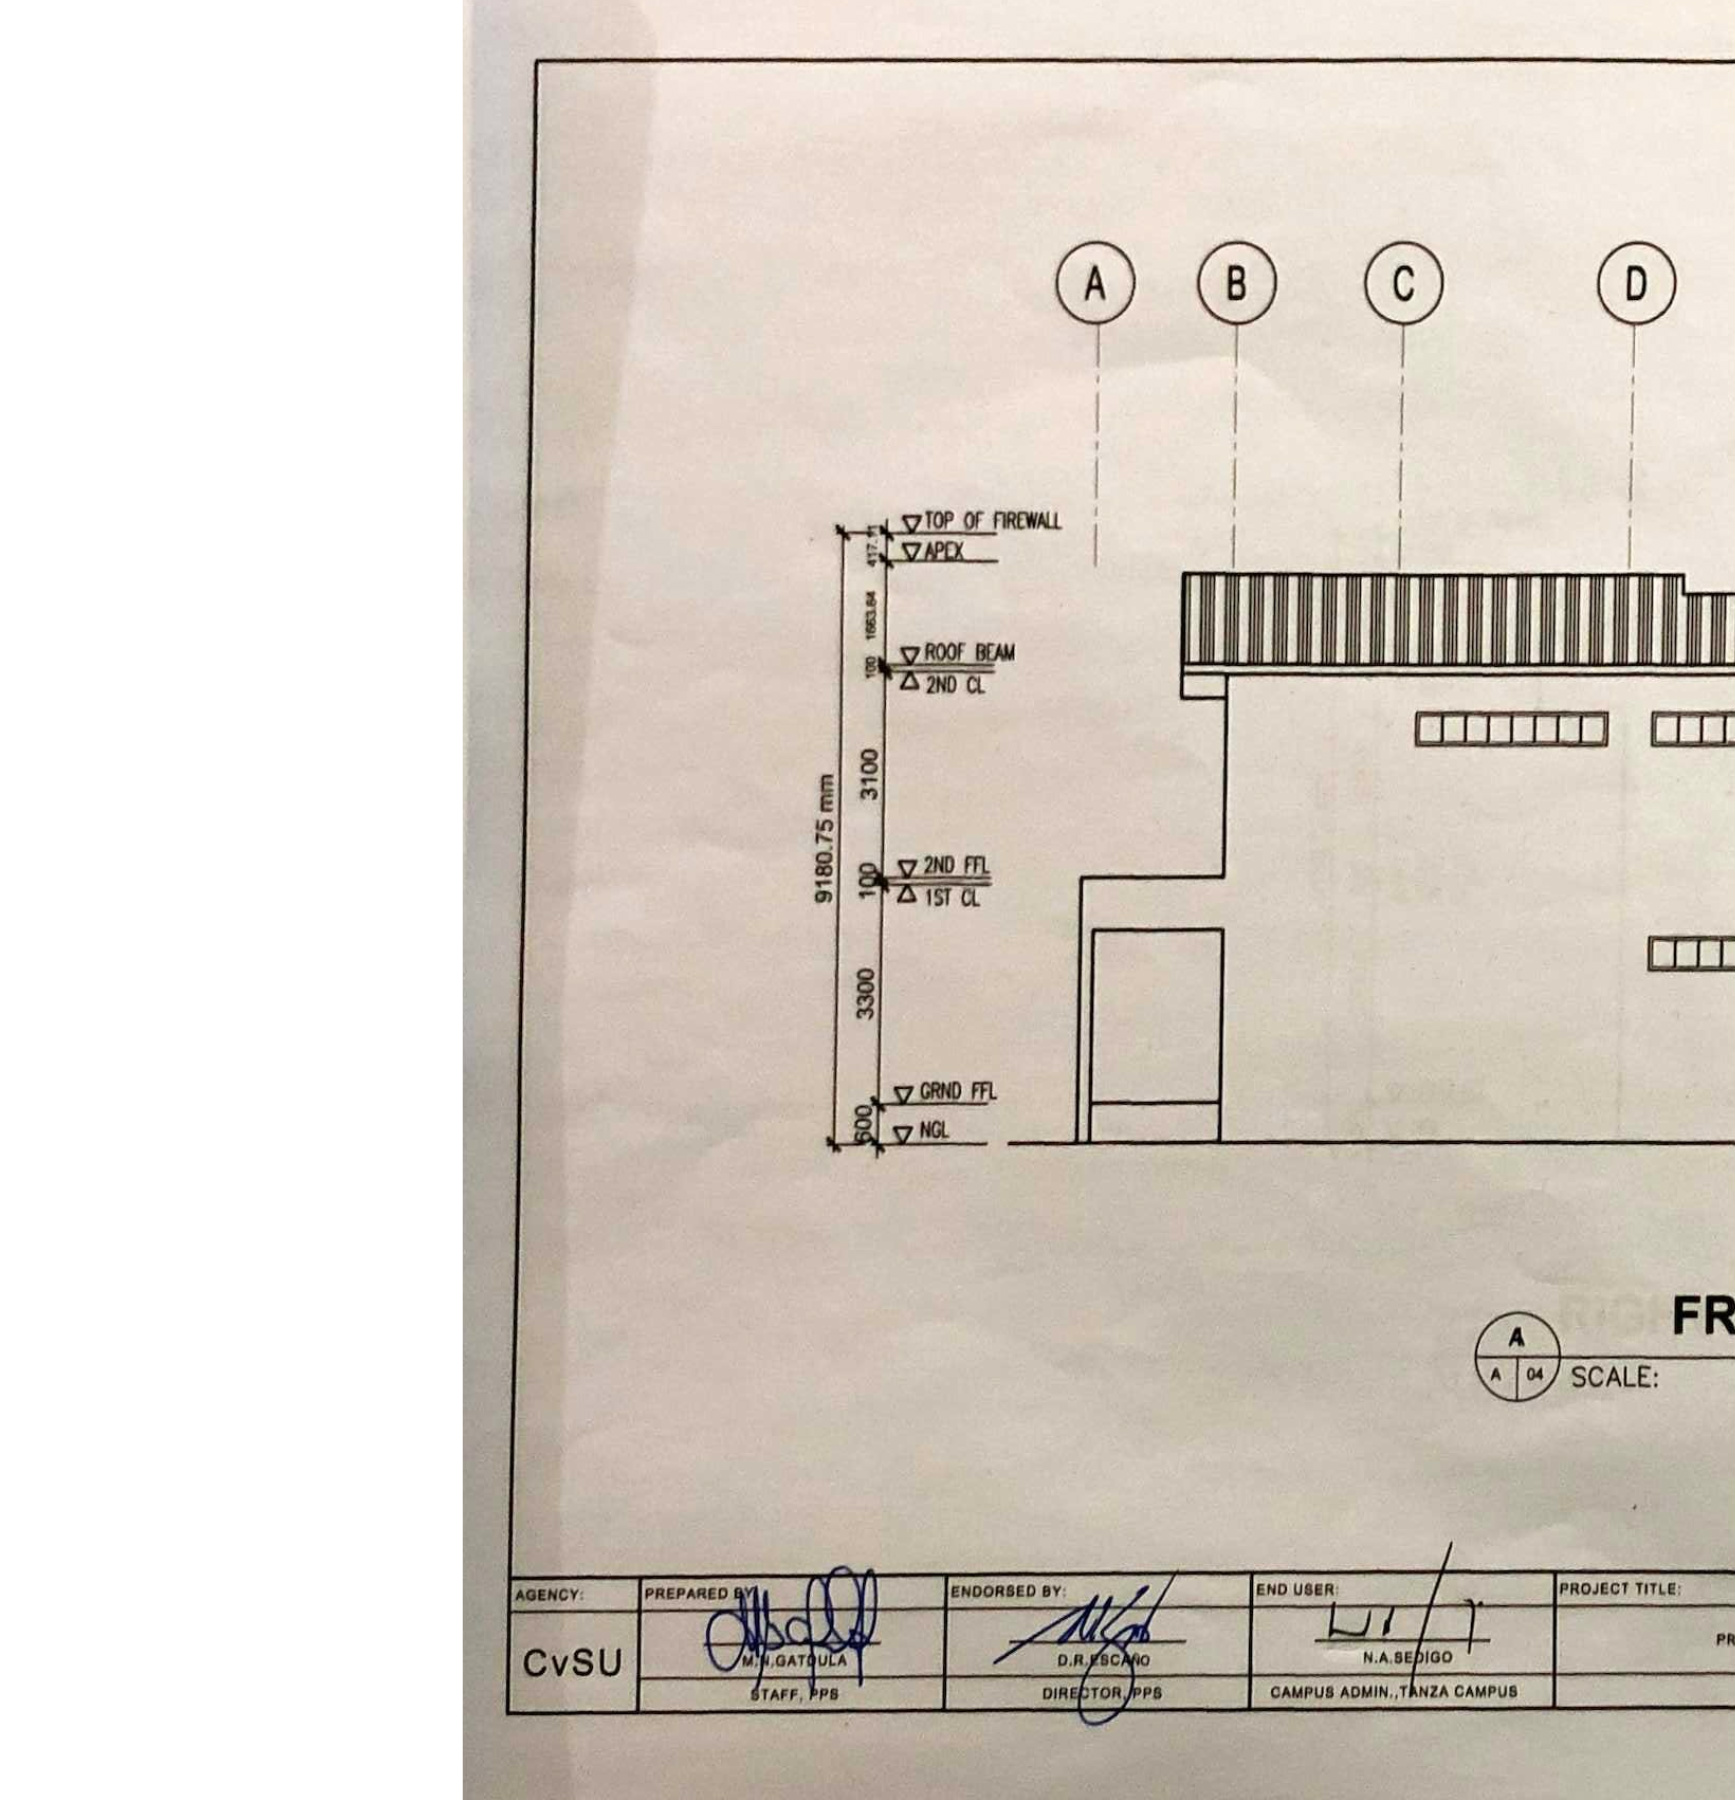 A B C D
TOP OF FIREWALL
417.11
APEX
1663.64
ROOF BEAM
100
2ND CL
3100
9180.75 mm
2ND FFL
100
1ST CL
3300
GRND FFL
600
NGL
FR
A
A 04 SCALE:
AGENCY: PREPARED BY: ENDORSED BY: END USER: PROJECT TITLE:
CvSU M.N.GATDULA D.R.ESCAÑO N.A.SEDIGO PR
STAFF, PPS DIRECTOR, PPS CAMPUS ADMIN.,TANZA CAMPUS